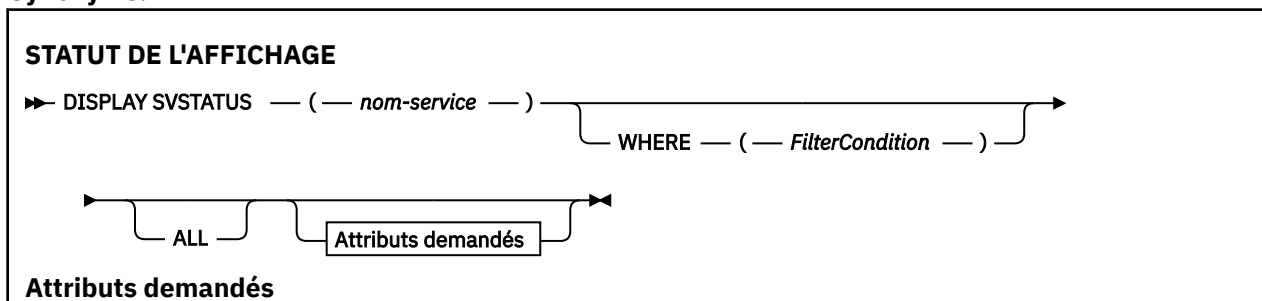 STATUT DE L'AFFICHAGE
DISPLAY SVSTATUS ( nom-service )
WHERE ( FilterCondition )
ALL
Attributs demandés
Attributs demandés